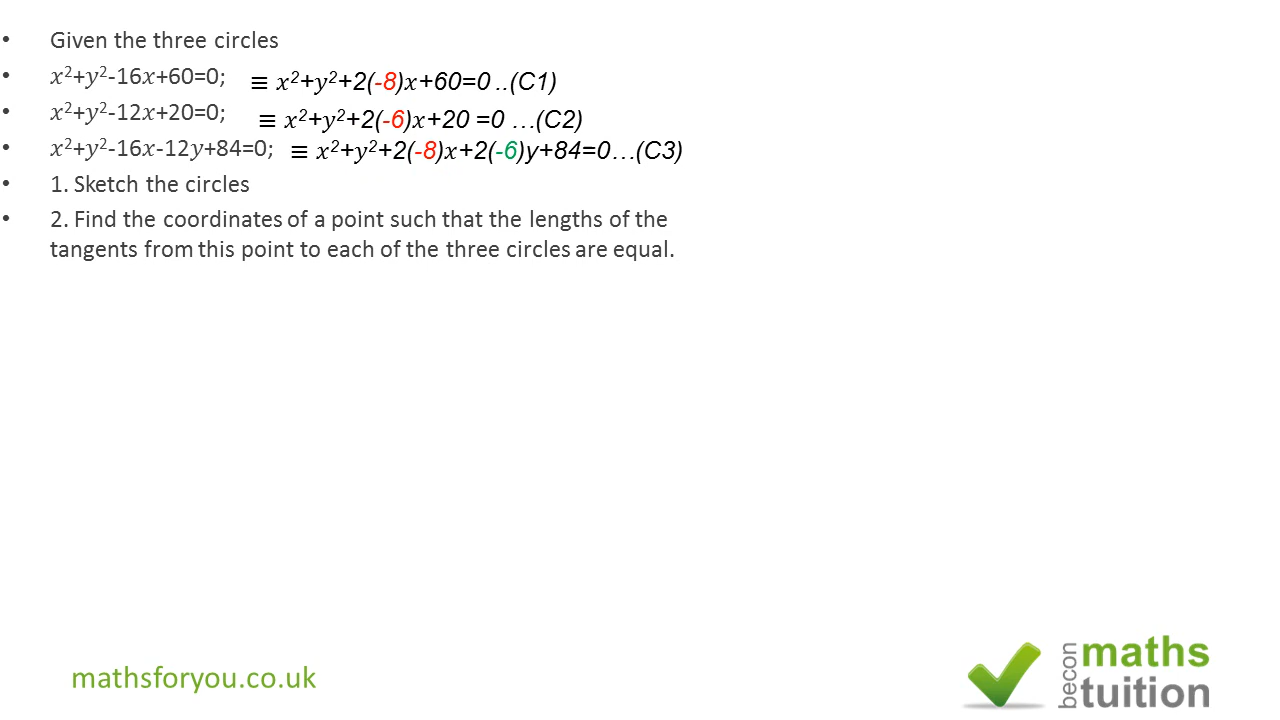 • Given the three circles
• 𝑥²+𝑦²-16𝑥+60=0; ≡ 𝑥²+𝑦²+2(-8)𝑥+60=0 ..(C1)
• 𝑥²+𝑦²-12𝑥+20=0; ≡ 𝑥²+𝑦²+2(-6)𝑥+20 =0 …(C2)
• 𝑥²+𝑦²-16𝑥-12𝑦+84=0; ≡ 𝑥²+𝑦²+2(-8)𝑥+2(-6)y+84=0…(C3)
• 1. Sketch the circles
• 2. Find the coordinates of a point such that the lengths of the
tangents from this point to each of the three circles are equal.
mathsforyou.co.uk
becon
maths
tuition